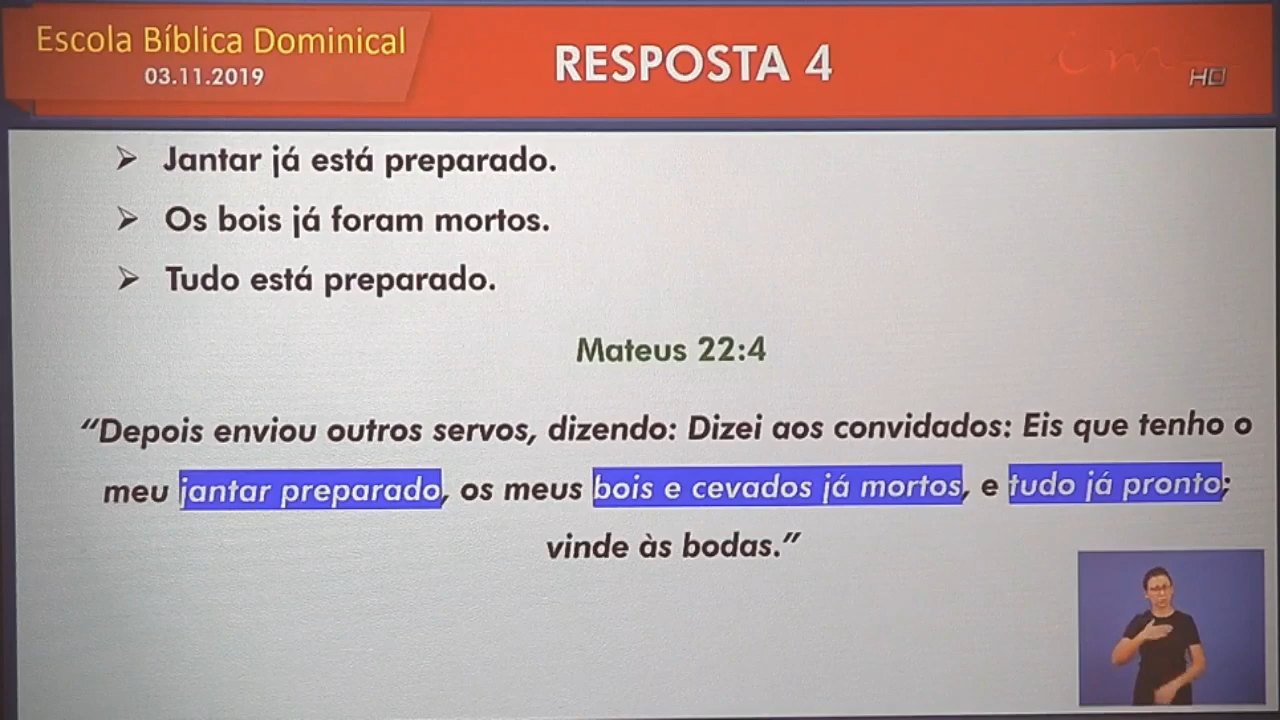 Escola Bíblica Dominical
03.11.2019
RESPOSTA 4
im
HD
Jantar já está preparado.
Os bois já foram mortos.
Tudo está preparado.
Mateus 22:4
“Depois enviou outros servos, dizendo: Dizei aos convidados: Eis que tenho o
meu jantar preparado, os meus bois e cevados já mortos, e tudo já pronto;
vinde às bodas.”